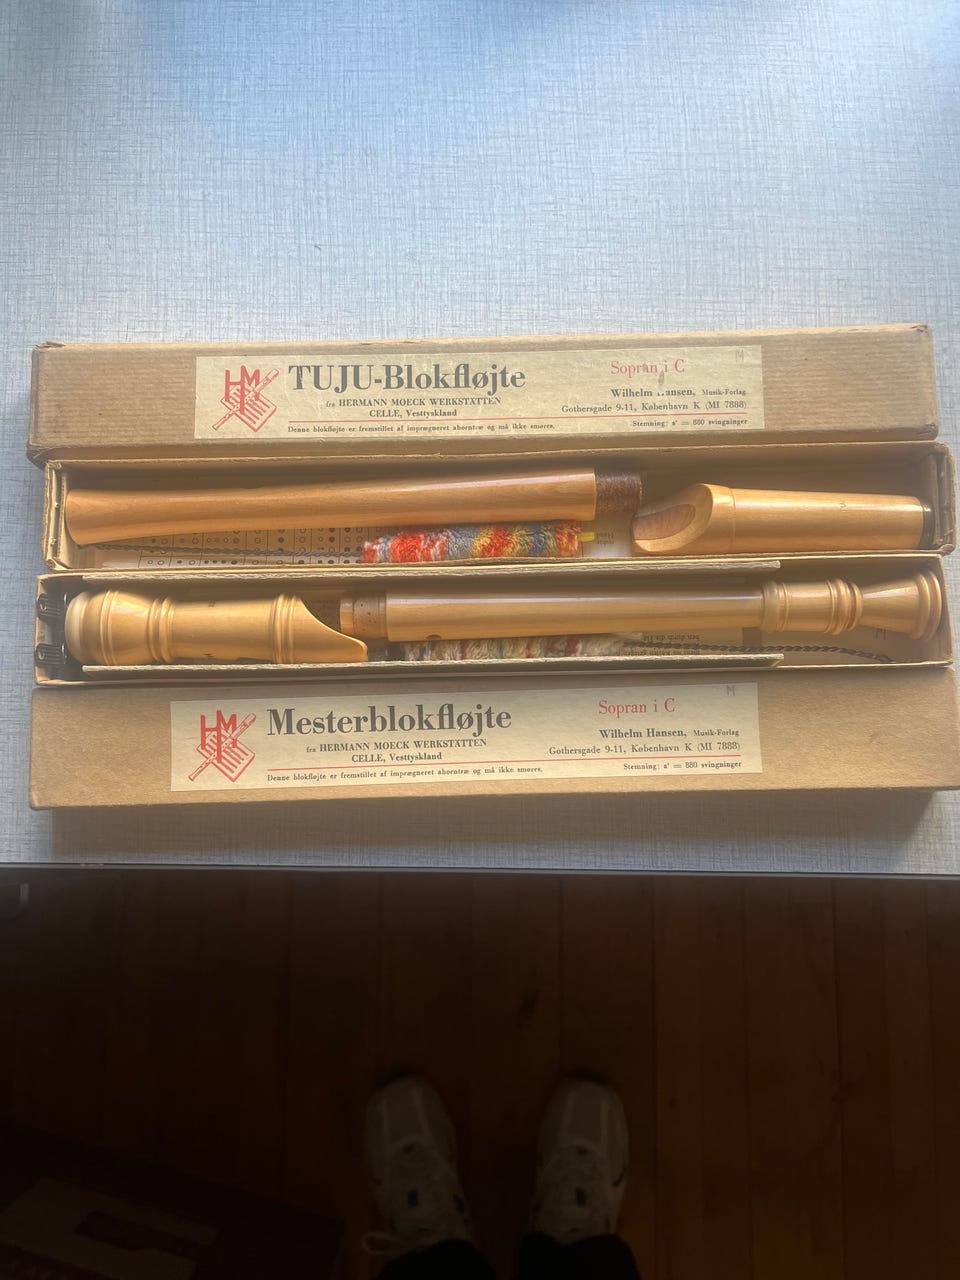 HM
TUJU-Blokfløjte
fra HERMANN MOECK WERKSTÄTTEN
CELLE, Vesttyskland
Denne blokfløjte er fremstillet af imprægneret ahorntræ og må ikke smøres.
M
Sopran i C
Wilhelm Hansen, Musik-Forlag
Gothersgade 9-11, København K (MI 7888)
Stemning: a' = 880 svingninger
HM
Mesterblokfløjte
fra HERMANN MOECK WERKSTÄTTEN
CELLE, Vesttyskland
Denne blokfløjte er fremstillet af imprægneret ahorntræ og må ikke smøres.
M
Sopran i C
Wilhelm Hansen, Musik-Forlag
Gothersgade 9-11, København K (MI 7888)
Stemning: a' = 880 svingninger